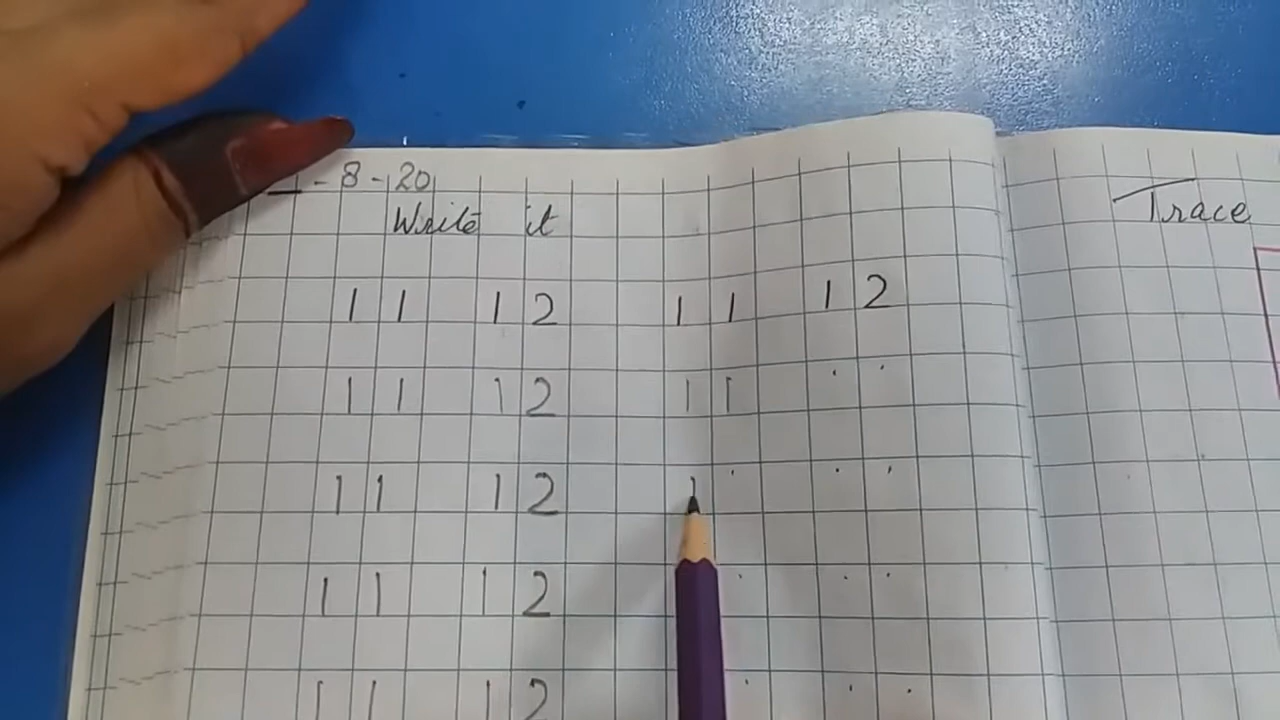 - 8 - 20
Write it
11 12 11 12
11 12 11
11 12 1
11 12
11 12
Trace